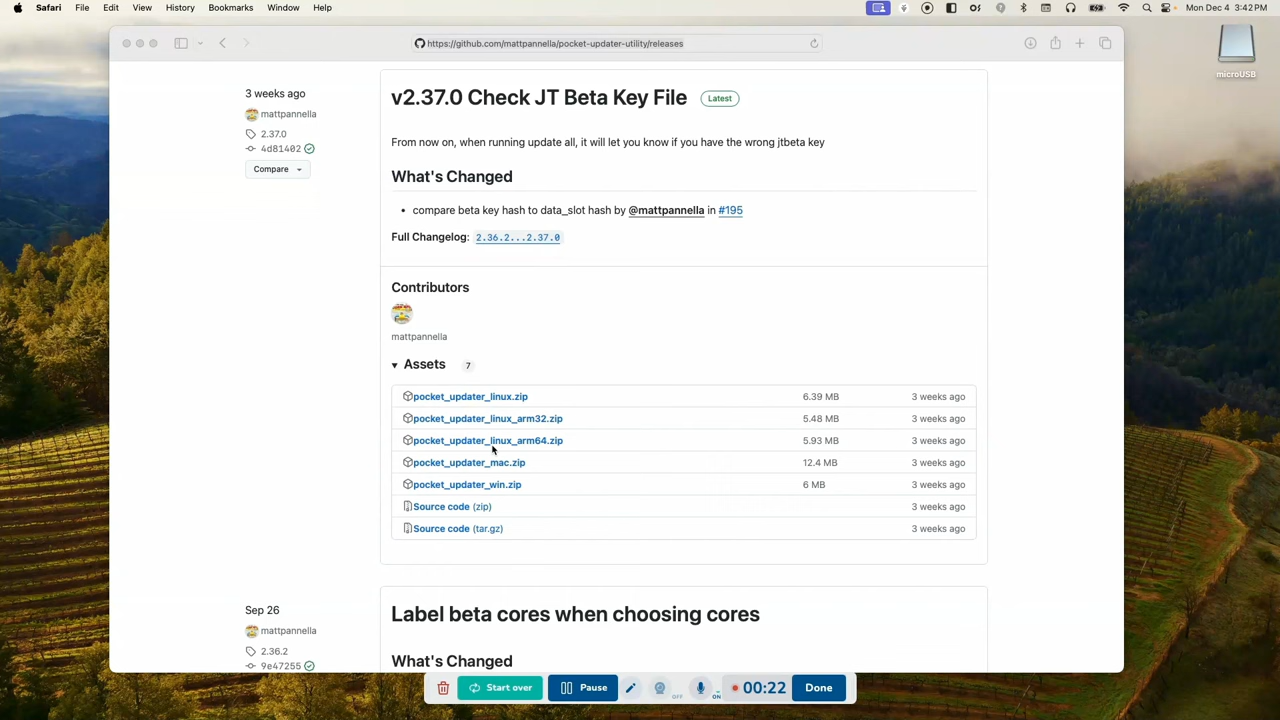 Safari File Edit View History Bookmarks Window Help Mon Dec 4 3:42 PM
https://github.com/mattpannella/pocket-updater-utility/releases
microUSB
3 weeks ago
mattpannella
2.37.0
4d81402
Compare
v2.37.0 Check JT Beta Key File Latest
From now on, when running update all, it will let you know if you have the wrong jtbeta key
What's Changed
• compare beta key hash to data_slot hash by @mattpannella in #195
Full Changelog: 2.36.2...2.37.0
Contributors
mattpannella
Assets 7
pocket_updater_linux.zip 6.39 MB 3 weeks ago
pocket_updater_linux_arm32.zip 5.48 MB 3 weeks ago
pocket_updater_linux_arm64.zip 5.93 MB 3 weeks ago
pocket_updater_mac.zip 12.4 MB 3 weeks ago
pocket_updater_win.zip 6 MB 3 weeks ago
Source code (zip) 3 weeks ago
Source code (tar.gz) 3 weeks ago
Sep 26
mattpannella
2.36.2
9e47255
Label beta cores when choosing cores
What's Changed
Start over Pause OFF ON 00:22 Done